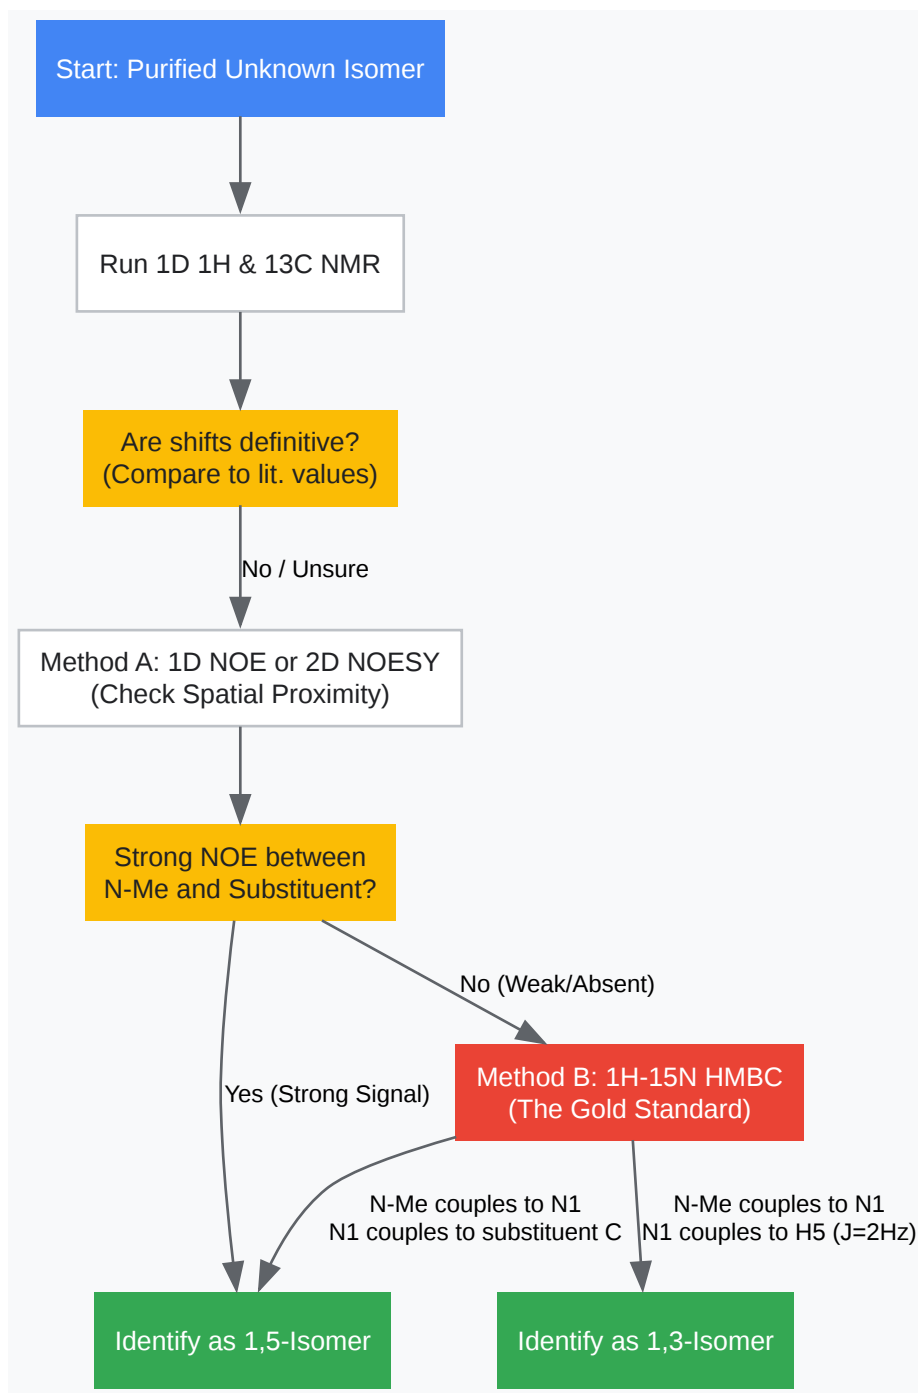 Start: Purified Unknown Isomer
Run 1D 1H & 13C NMR
Are shifts definitive?
(Compare to lit. values)
No / Unsure
Method A: 1D NOE or 2D NOESY
(Check Spatial Proximity)
Strong NOE between
N-Me and Substituent?
No (Weak/Absent)
Method B: 1H-15N HMBC
(The Gold Standard)
Yes (Strong Signal)
N-Me couples to N1
N1 couples to substituent C
N-Me couples to N1
N1 couples to H5 (J=2Hz)
Identify as 1,5-Isomer
Identify as 1,3-Isomer